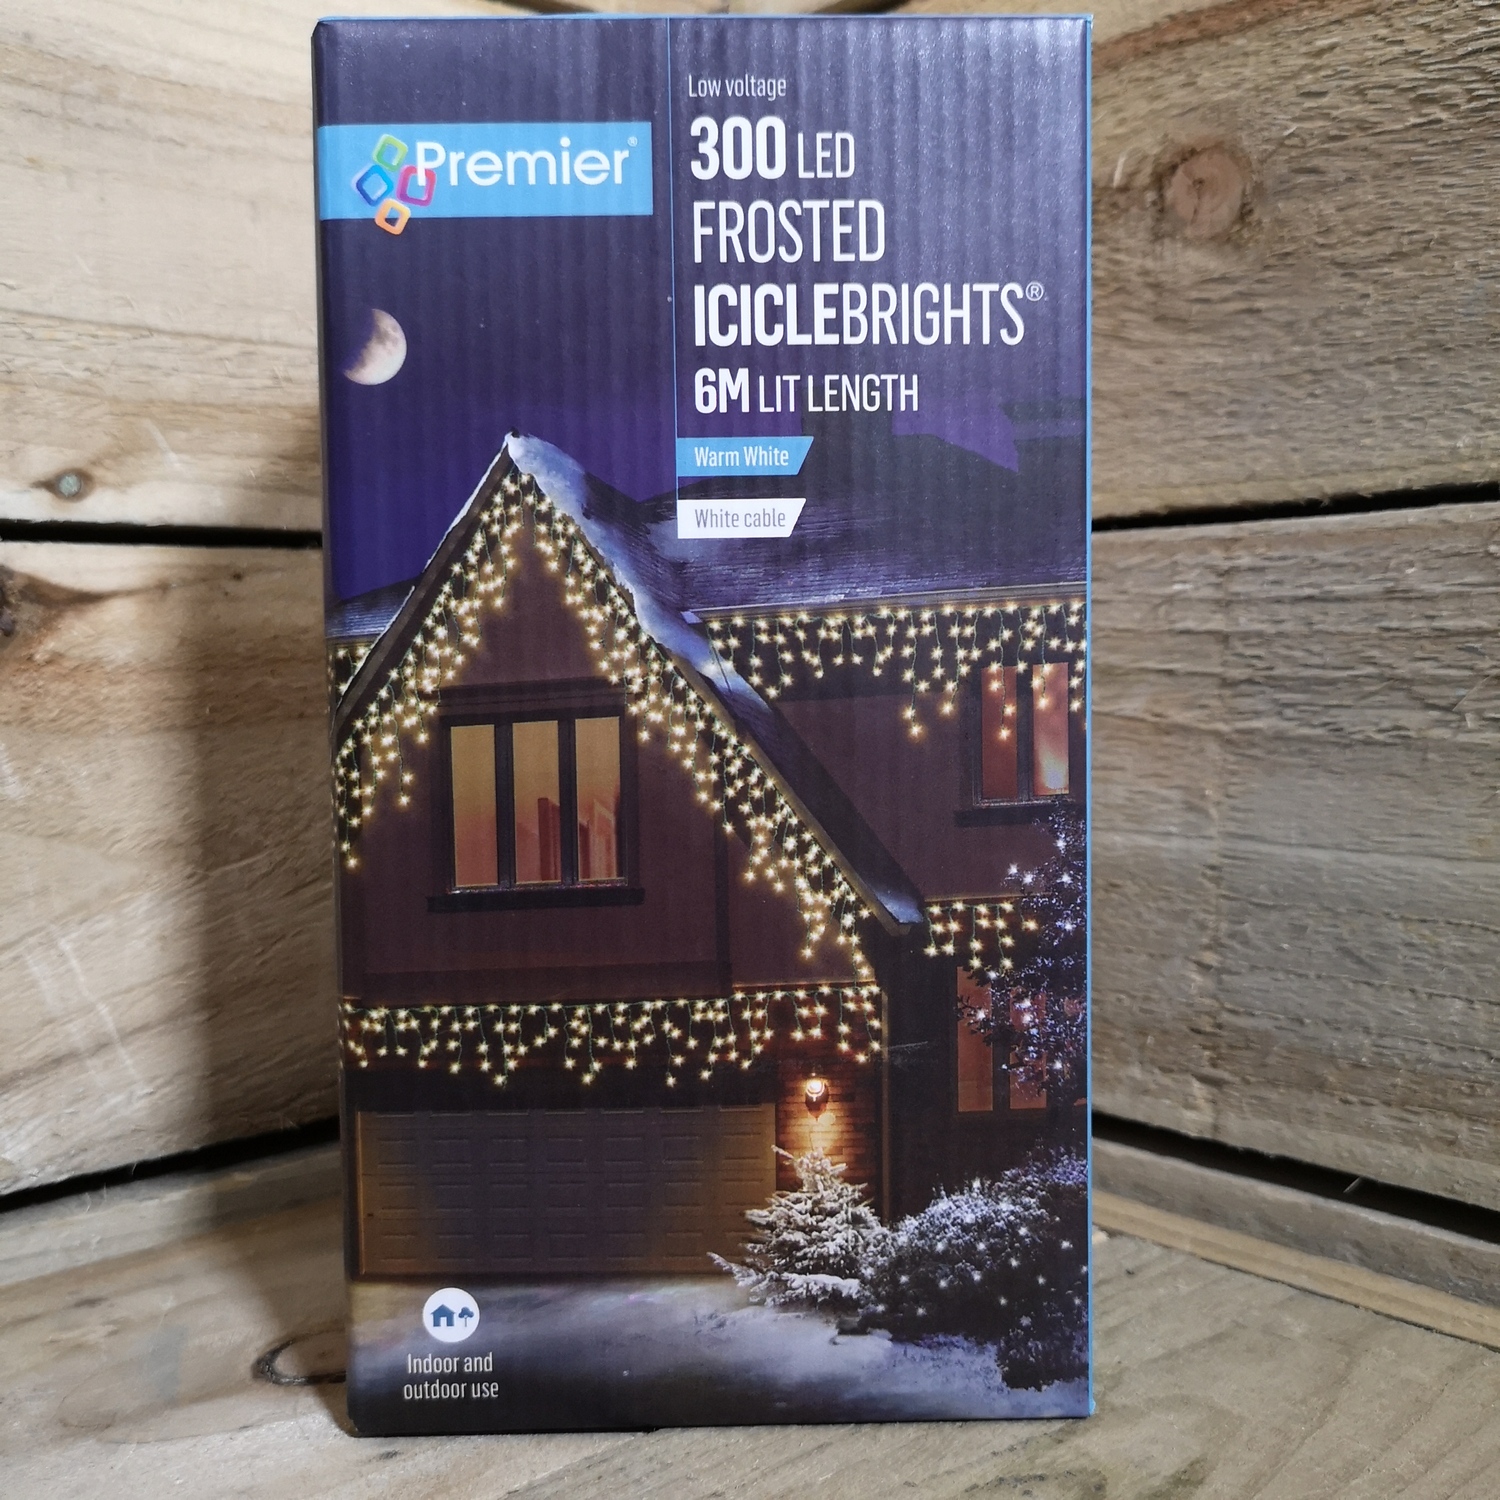 Premier®
Low voltage
300 LED
FROSTED
ICICLEBRIGHTS®
6M LIT LENGTH
Warm White
White cable
Indoor and
outdoor use